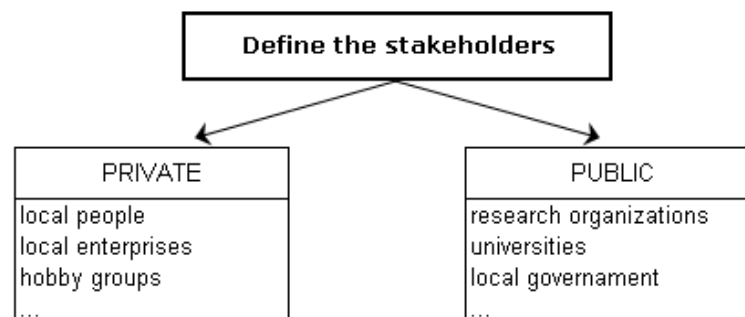 Define the stakeholders
PRIVATE
local people
local enterprises
hobby groups
...
PUBLIC
research organizations
universities
local governament
...